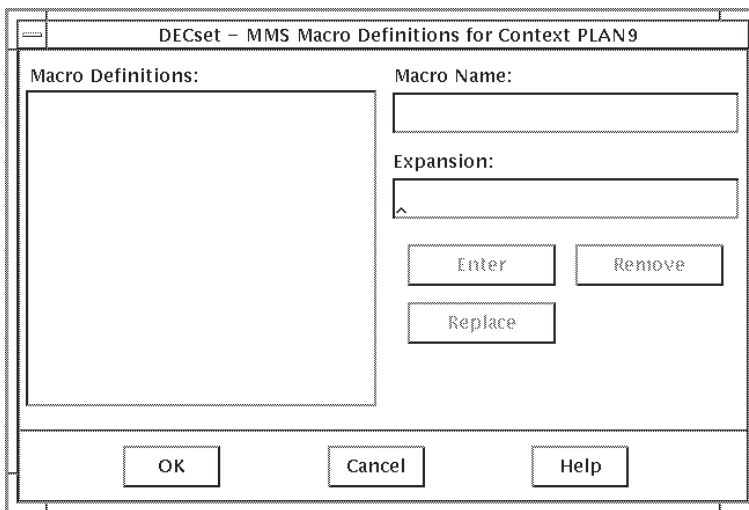 DECset – MMS Macro Definitions for Context PLAN9
Macro Definitions:
Macro Name:
Expansion:
Enter
Remove
Replace
OK
Cancel
Help